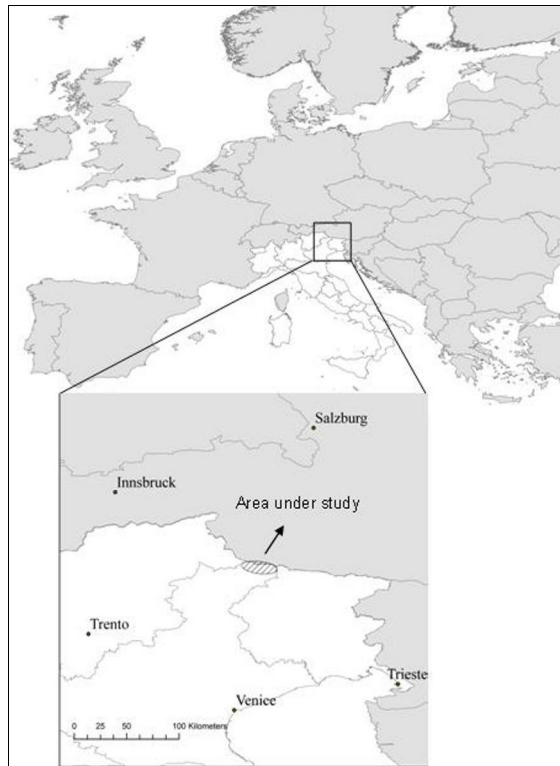 Salzburg
Innsbruck
Area under study
Trento
Trieste
Venice
0 25 50 100 Kilometers